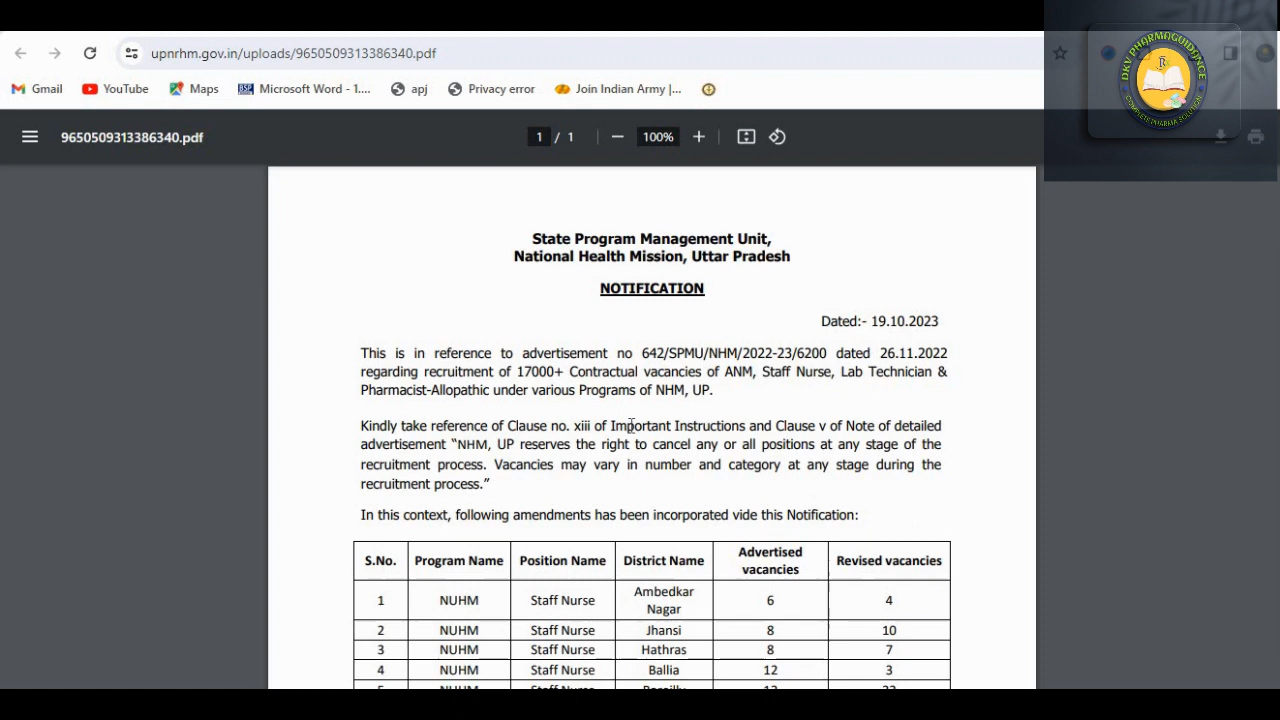 upnrhm.gov.in/uploads/9650509313386340.pdf
DKV PHARMAGUIDANCE
COMPLETE PHARMA SOLUTION
Gmail YouTube Maps BSF Microsoft Word - 1.... apj Privacy error Join Indian Army |...
9650509313386340.pdf 1 / 1 100%
State Program Management Unit,
National Health Mission, Uttar Pradesh
NOTIFICATION
Dated:- 19.10.2023
This is in reference to advertisement no 642/SPMU/NHM/2022-23/6200 dated 26.11.2022
regarding recruitment of 17000+ Contractual vacancies of ANM, Staff Nurse, Lab Technician &
Pharmacist-Allopathic under various Programs of NHM, UP.
Kindly take reference of Clause no. xiii of Important Instructions and Clause v of Note of detailed
advertisement “NHM, UP reserves the right to cancel any or all positions at any stage of the
recruitment process. Vacancies may vary in number and category at any stage during the
recruitment process.”
In this context, following amendments has been incorporated vide this Notification:
S.No. Program Name Position Name District Name Advertised vacancies Revised vacancies
1 NUHM Staff Nurse Ambedkar Nagar 6 4
2 NUHM Staff Nurse Jhansi 8 10
3 NUHM Staff Nurse Hathras 8 7
4 NUHM Staff Nurse Ballia 12 3